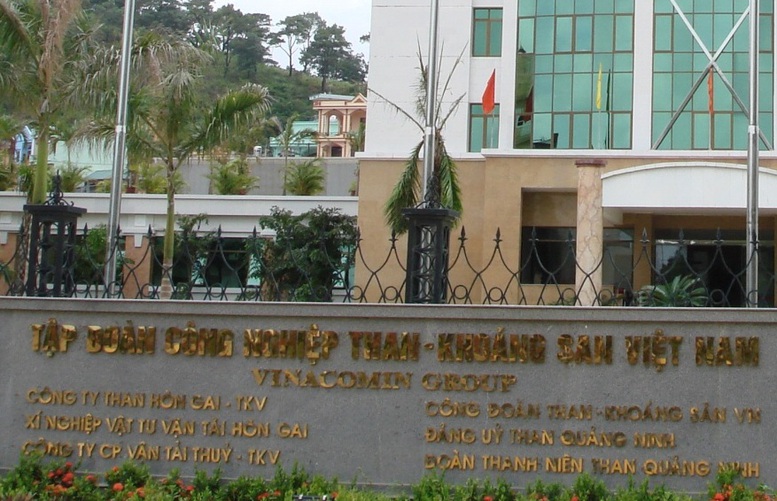 TẬP ĐOÀN CÔNG NGHIỆP THAN - KHOÁNG SẢN VIỆT NAM
VINACOMIN GROUP
CÔNG TY THAN HÒN GAI - TKV
XÍ NGHIỆP VẬT TƯ VẬN TẢI HÒN GAI
CÔNG TY CP VẬN TẢI THUỶ - TKV
CÔNG ĐOÀN THAN - KHOÁNG SẢN VN
ĐẢNG UỶ THAN QUẢNG NINH
ĐOÀN THANH NIÊN THAN QUẢNG NINH